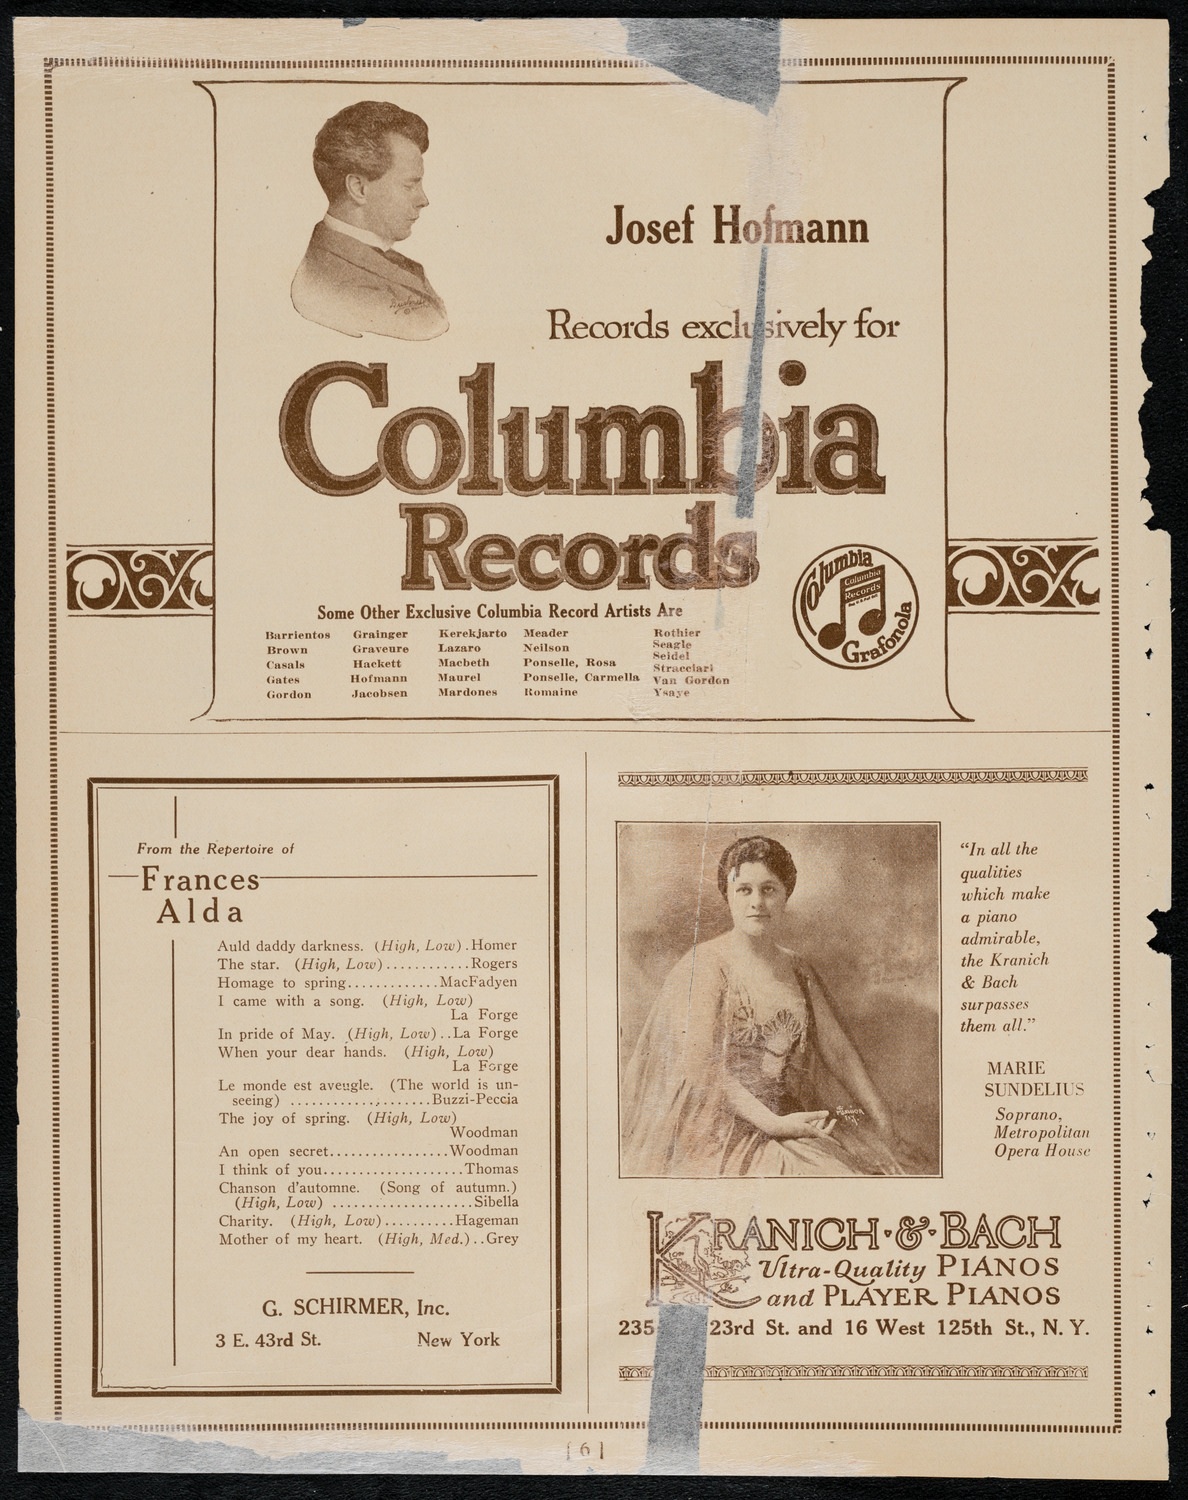 Josef Hofmann
Records exclusively for
Columbia
Records
Columbia
Columbia
Records
Grafonola
Some Other Exclusive Columbia Record Artists Are
Barrientos Grainger Kerekjarto Meader Rothier
Brown Graveure Lazaro Neilson Seagle
Casals Hackett Macbeth Ponselle, Rosa Seidel
Gates Hofmann Maurel Ponselle, Carmella Stracciari
Gordon Jacobsen Mardones Romaine Van Gordon
Ysaye
From the Repertoire of
Frances
Alda
Auld daddy darkness. (High, Low) . Homer
The star. (High, Low) ............ Rogers
Homage to spring ............. MacFadyen
I came with a song. (High, Low)
La Forge
In pride of May. (High, Low) .. La Forge
When your dear hands. (High, Low)
La Forge
Le monde est aveugle. (The world is un-
seeing) .................... Buzzi-Peccia
The joy of spring. (High, Low)
Woodman
An open secret................. Woodman
I think of you.................... Thomas
Chanson d'automne. (Song of autumn.)
(High, Low) .................... Sibella
Charity. (High, Low) .......... Hageman
Mother of my heart. (High, Med.) .. Grey
G. SCHIRMER, Inc.
3 E. 43rd St. New York
"In all the
qualities
which make
a piano
admirable,
the Kranich
& Bach
surpasses
them all."
MARIE
SUNDELIUS
Soprano,
Metropolitan
Opera House
KRANICH·&·BACH
Ultra-Quality PIANOS
and PLAYER PIANOS
235 23rd St. and 16 West 125th St., N. Y.
[ 6 ]